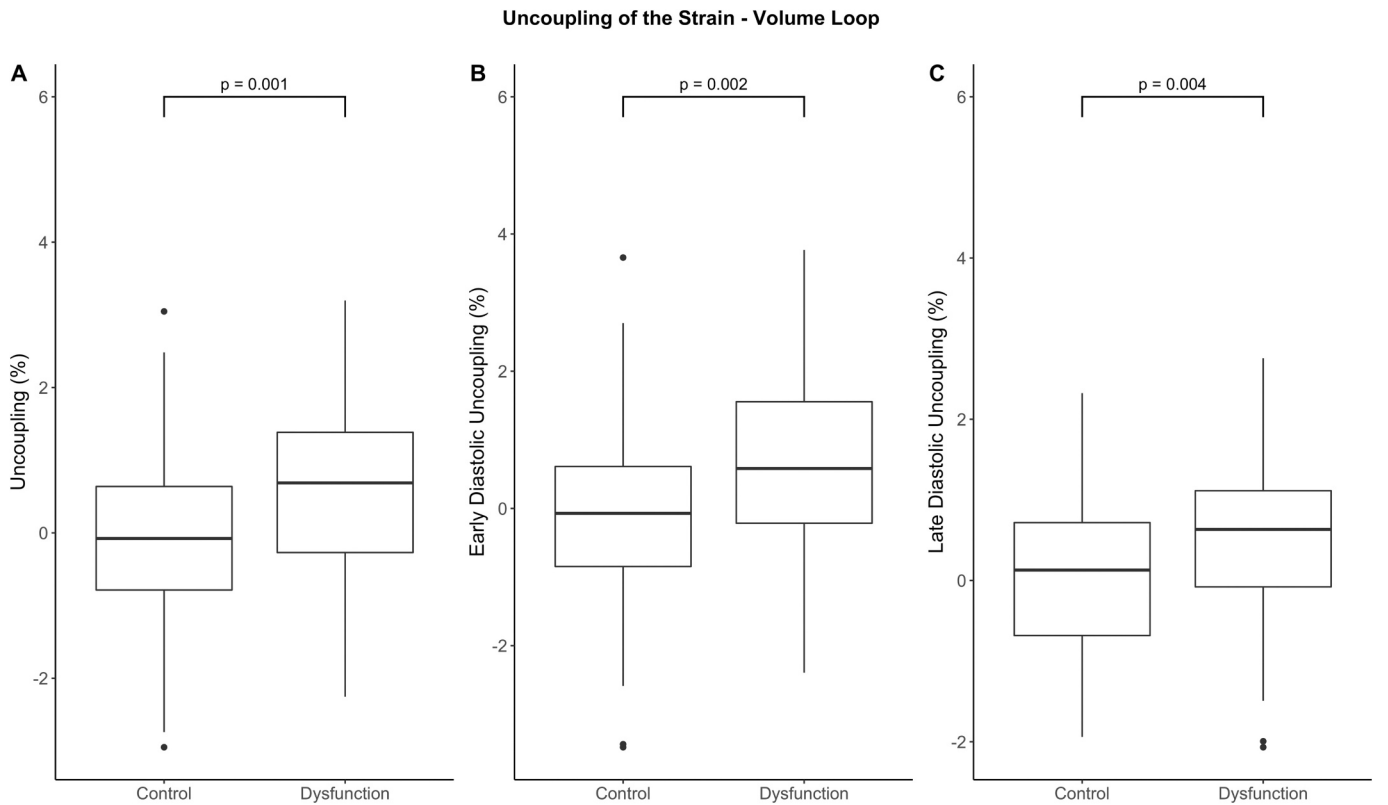 Uncoupling of the Strain - Volume Loop
A
p = 0.001
6
4
2
0
-2
Uncoupling (%)
Control
Dysfunction
B
p = 0.002
6
4
2
0
-2
Early Diastolic Uncoupling (%)
Control
Dysfunction
C
p = 0.004
6
4
2
0
-2
Late Diastolic Uncoupling (%)
Control
Dysfunction